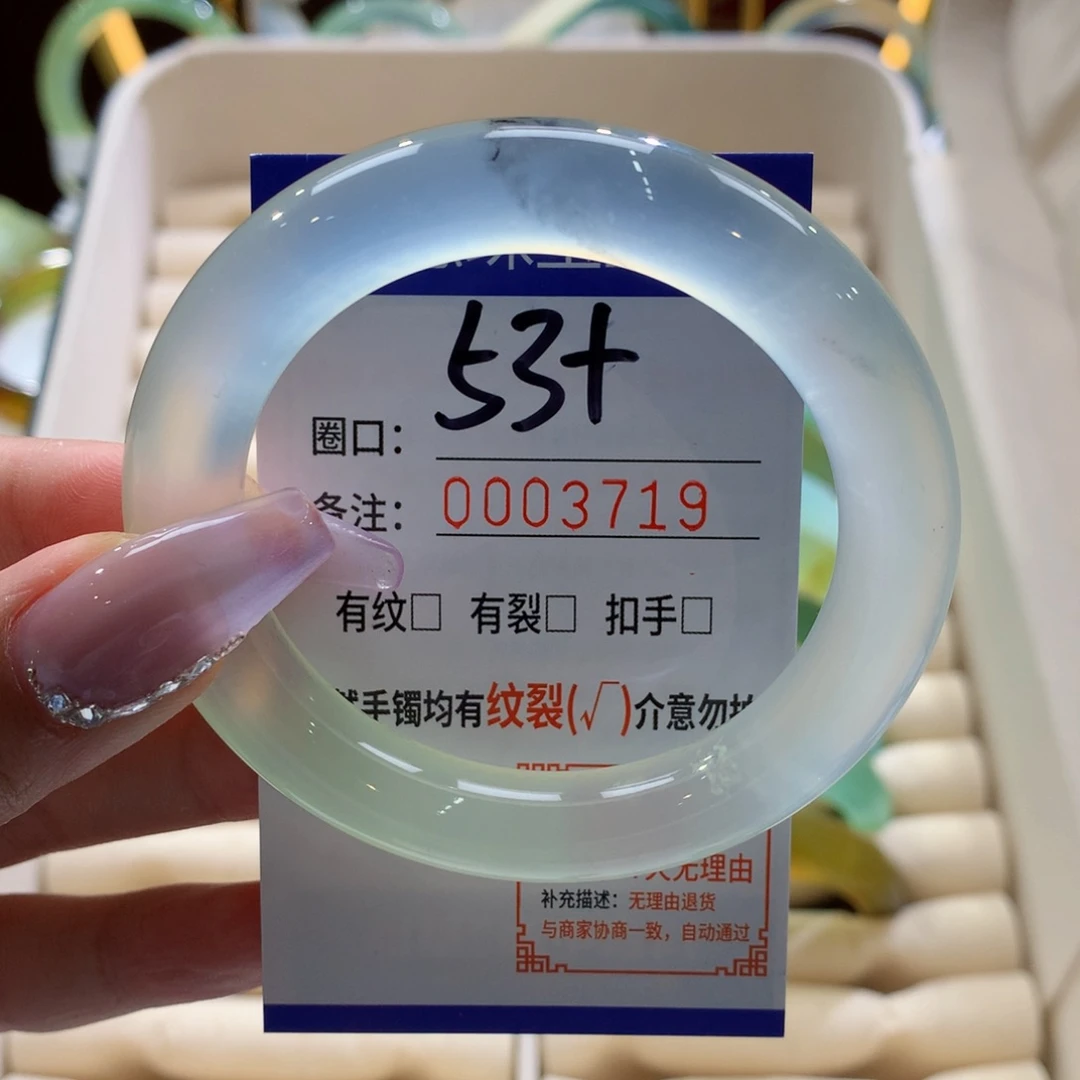 53+
圈口：
备注： 0003719
有纹□ 有裂□ 扣手□
手镯均有纹裂(√)介意勿拍
天无理由
补充描述：无理由退货
与商家协商一致，自动通过